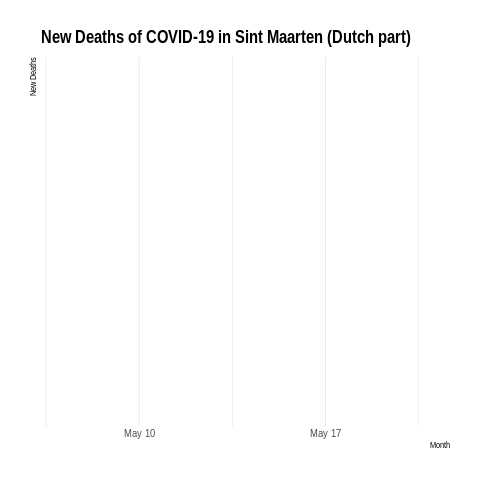 New Deaths of COVID-19 in Sint Maarten (Dutch part)
New Deaths
May 10
May 17
Month